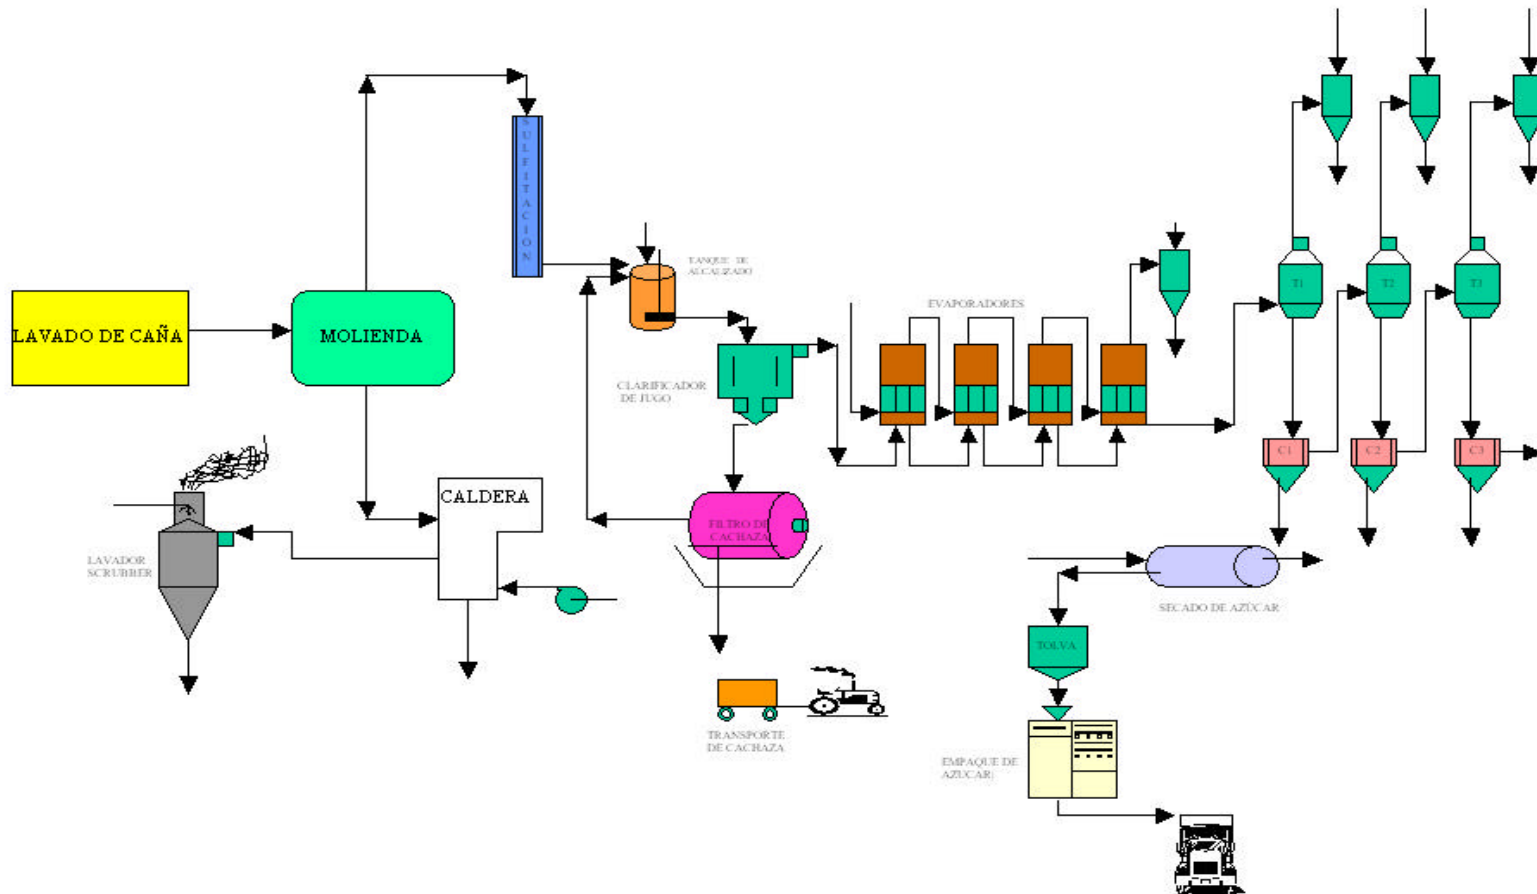 SULFITACION
TANQUE DE
ALCALIZADO
EVAPORADORES
T1
T2
T3
LAVADO DE CAÑA
MOLIENDA
CLARIFICADOR
DE JUGO
C1
C2
C3
CALDERA
FILTRO DE
CACHAZA
LAVADOR
SCRUBBER
SECADO DE AZÚCAR
TOLVA
TRANSPORTE
DE CACHAZA
EMPAQUE DE
AZUCAR